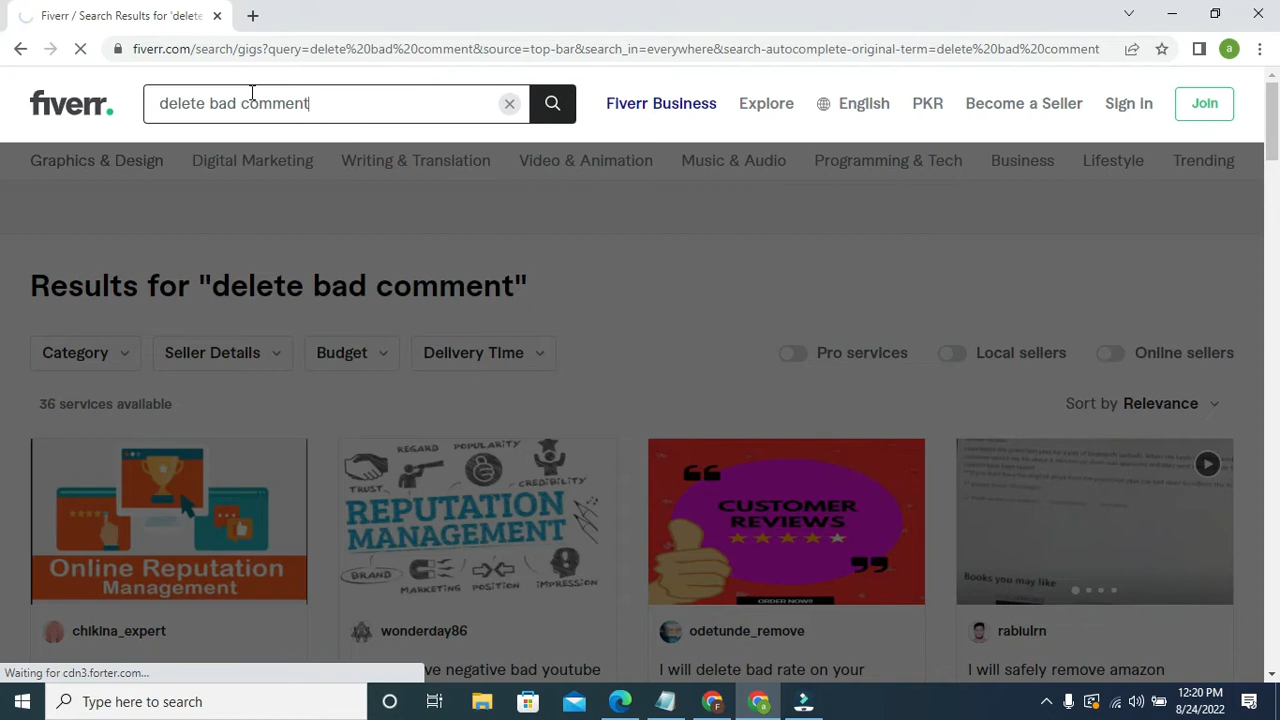 Fiverr / Search Results for 'delete
fiverr.com/search/gigs?query=delete%20bad%20comment&source=top-bar&search_in=everywhere&search-autocomplete-original-term=delete%20bad%20comment
a
fiverr.
delete bad comment
Fiverr Business
Explore
English
PKR
Become a Seller
Sign In
Join
Graphics & Design
Digital Marketing
Writing & Translation
Video & Animation
Music & Audio
Programming & Tech
Business
Lifestyle
Trending
Results for "delete bad comment"
Category
Seller Details
Budget
Delivery Time
Pro services
Local sellers
Online sellers
36 services available
Sort by Relevance
Online Reputation
Management
REGARD
POPULARITY
TRUST
CREDIBILITY
REPUTATION
MANAGEMENT
BRAND
MARKETING
POSITION
IMPRESSION
CUSTOMER
REVIEWS
ORDER NOW!!
Books you may like
chikina_expert
wonderday86
odetunde_remove
rabiulrn
ve negative bad youtube
I will delete bad rate on your
I will safely remove amazon
Waiting for cdn3.forter.com...
Type here to search
F
a
12:20 PM
8/24/2022